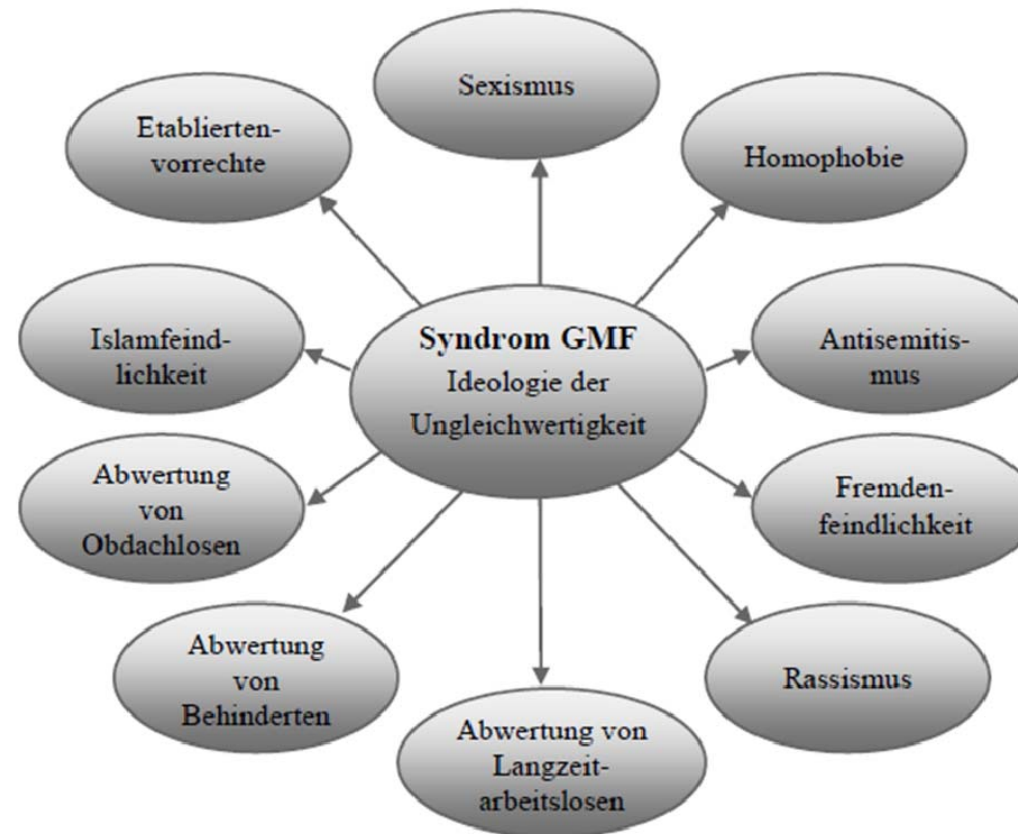 Sexismus
Etablierten-
vorrechte
Homophobie
Syndrom GMF
Ideologie der
Ungleichwertigkeit
Islamfeind-
lichkeit
Antisemitis-
mus
Abwertung
von
Obdachlosen
Fremden-
feindlichkeit
Abwertung
von
Behinderten
Rassismus
Abwertung von
Langzeit-
arbeitslosen